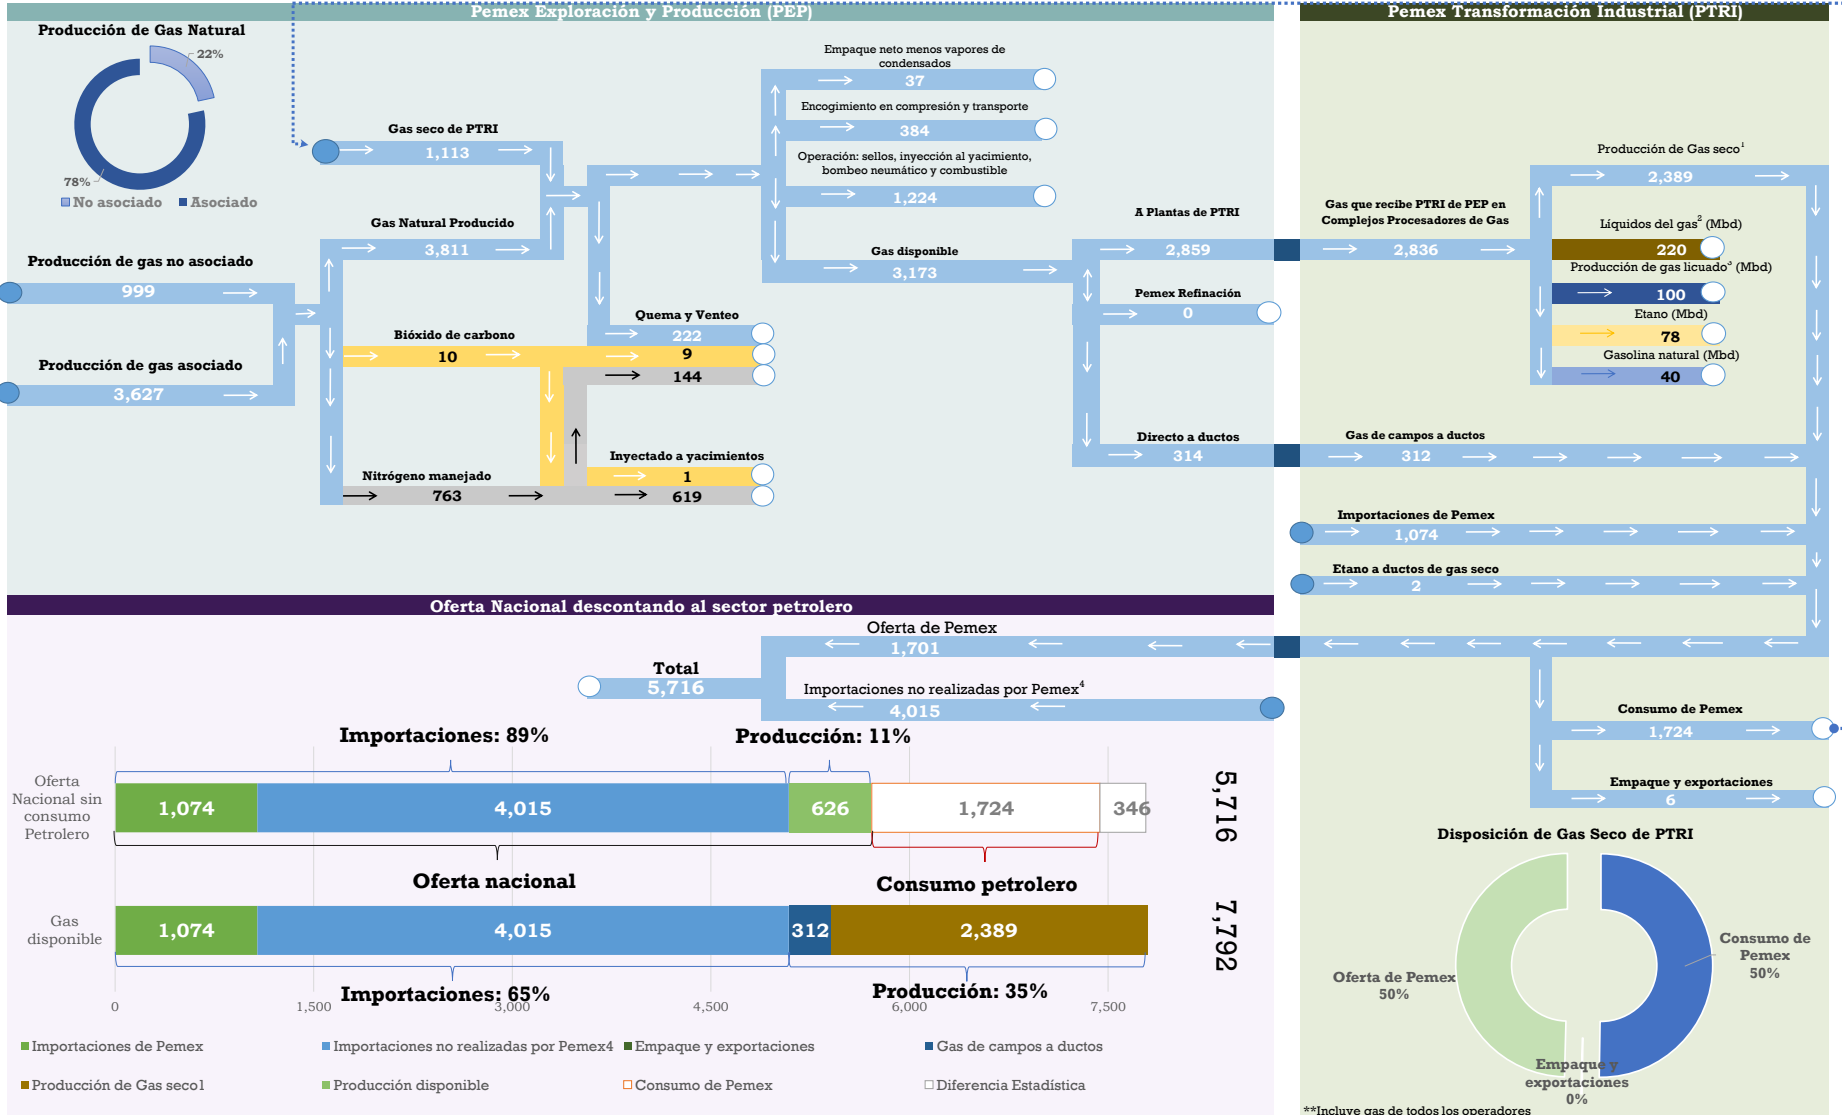 Pemex Exploración y Producción (PEP)
Producción de Gas Natural
22%
78%
No asociado
Asociado
Gas seco de PTRI
1,113
Gas Natural Producido
3,811
Producción de gas no asociado
999
Producción de gas asociado
3,627
Bióxido de carbono
10
Nitrógeno manejado
763
Empaque neto menos vapores de
condensados
37
Encogimiento en compresión y transporte
384
Operación: sellos, inyección al yacimiento,
bombeo neumático y combustible
1,224
Gas disponible
3,173
Quema y Venteo
222
9
144
Inyectado a yacimientos
1
619
A Plantas de PTRI
2,859
Pemex Refinación
0
Directo a ductos
314
Pemex Transformación Industrial (PTRI)
Gas que recibe PTRI de PEP en
Complejos Procesadores de Gas
2,836
Producción de Gas seco1
2,389
Líquidos del gas2 (Mbd)
220
Producción de gas licuado3 (Mbd)
100
Etano (Mbd)
78
Gasolina natural (Mbd)
40
Gas de campos a ductos
312
Importaciones de Pemex
1,074
Etano a ductos de gas seco
2
Consumo de Pemex
1,724
Empaque y exportaciones
6
Oferta Nacional descontando al sector petrolero
Oferta de Pemex
1,701
Total
5,716
Importaciones no realizadas por Pemex4
4,015
Importaciones: 89%
Producción: 11%
Oferta
Nacional sin
consumo
Petrolero
1,074
4,015
626
1,724
346
5,716
Oferta nacional
Consumo petrolero
Gas
disponible
1,074
4,015
312
2,389
7,792
Importaciones: 65%
Producción: 35%
0
1,500
3,000
4,500
6,000
7,500
Importaciones de Pemex
Importaciones no realizadas por Pemex4
Empaque y exportaciones
Gas de campos a ductos
Producción de Gas seco1
Producción disponible
Consumo de Pemex
Diferencia Estadística
Disposición de Gas Seco de PTRI
Consumo de
Pemex
50%
Oferta de Pemex
50%
Empaque y
exportaciones
0%
**Incluye gas de todos los operadores